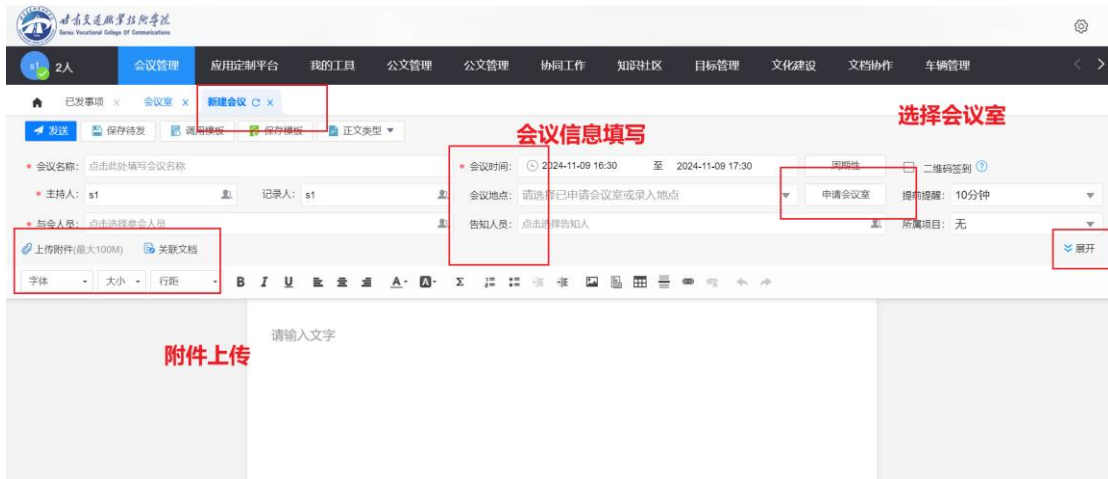 甘肃交通职业技术学院
Gansu Vocational College Of Communications
s1 2人 会议管理 应用定制平台 我的工具 公文管理 公文管理 协同工作 知识社区 目标管理 文化建设 文档协作 车辆管理
已发事项 × 会议室 × 新建会议 ×
选择会议室
发送 保存待发 调用模板 保存模板 正文类型
会议信息填写
* 会议名称: 点击此处填写会议名称 * 会议时间: 2024-11-09 16:30 至 2024-11-09 17:30 周期性 二维码签到
* 主持人: s1 记录人: s1 会议地点: 请选择已申请会议室或录入地点 申请会议室 提前提醒: 10分钟
* 与会人员: 点击选择参会人员 告知人员: 点击选择告知人 所属项目: 无
上传附件(最大100M) 关联文档 展开
字体 大小 行距 B I U A A Σ
请输入文字
附件上传